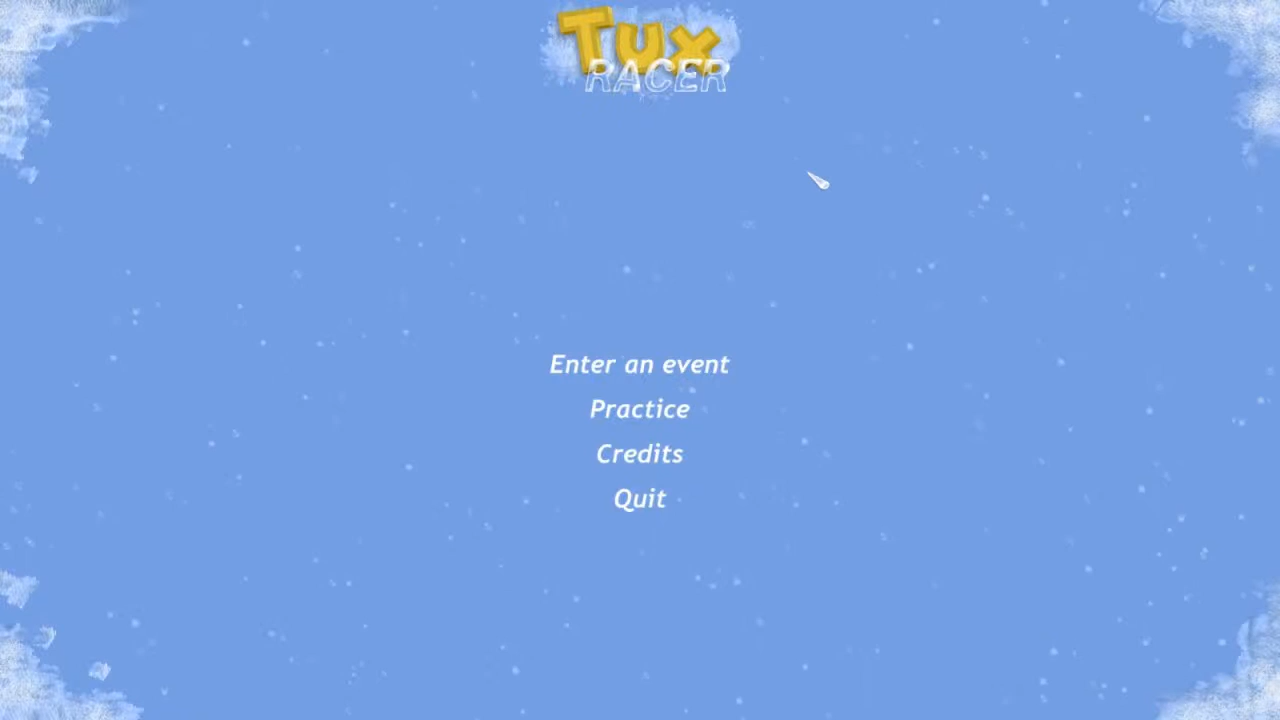 Tux
RACER
Enter an event
Practice
Credits
Quit